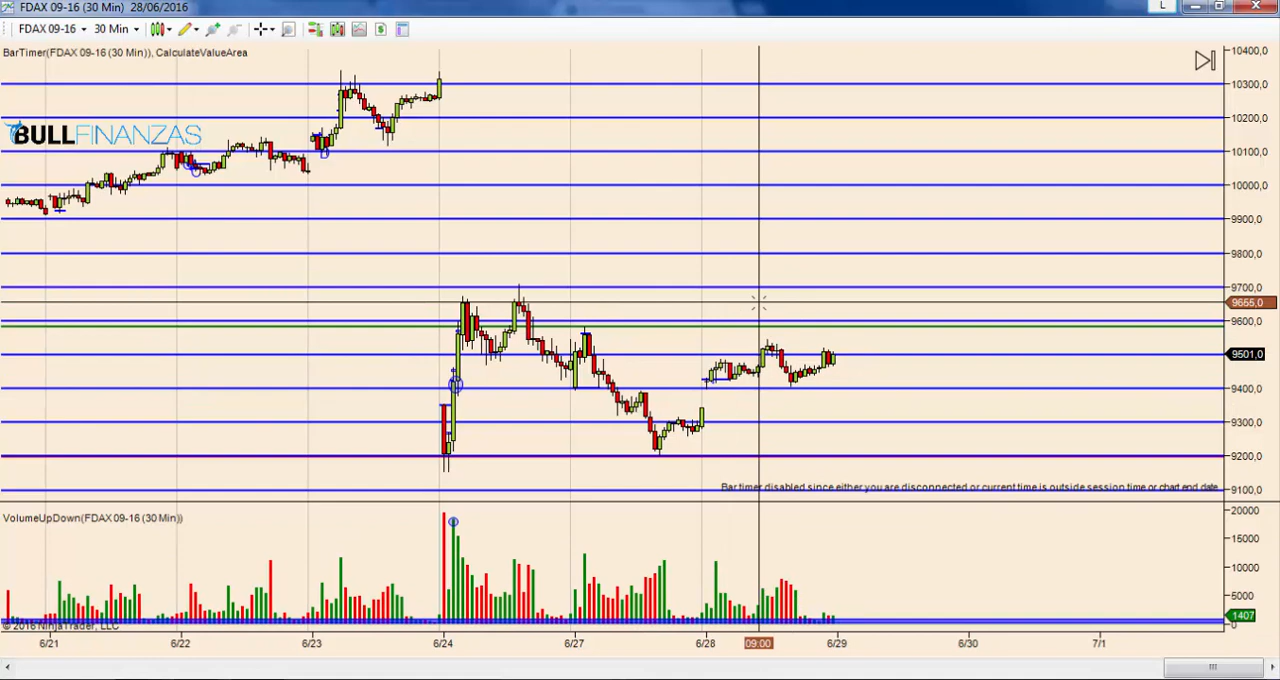 FDAX 09-16 (30 Min) 28/06/2016
L
FDAX 09-16 30 Min
BarTimer(FDAX 09-16 (30 Min)), CalculateValueArea
BULLFINANZAS
D
10400,0
10300,0
10200,0
10100,0
10000,0
9900,0
9800,0
9700,0
9655,0
9600,0
9501,0
9400,0
9300,0
9200,0
9100,0
Bar timer disabled since either you are disconnected or current time is outside session time or chart end date
VolumeUpDown(FDAX 09-16 (30 Min))
20000
15000
10000
5000
1407
0
© 2016 NinjaTrader, LLC
6/21 6/22 6/23 6/24 6/27 6/28 09:00 6/29 6/30 7/1